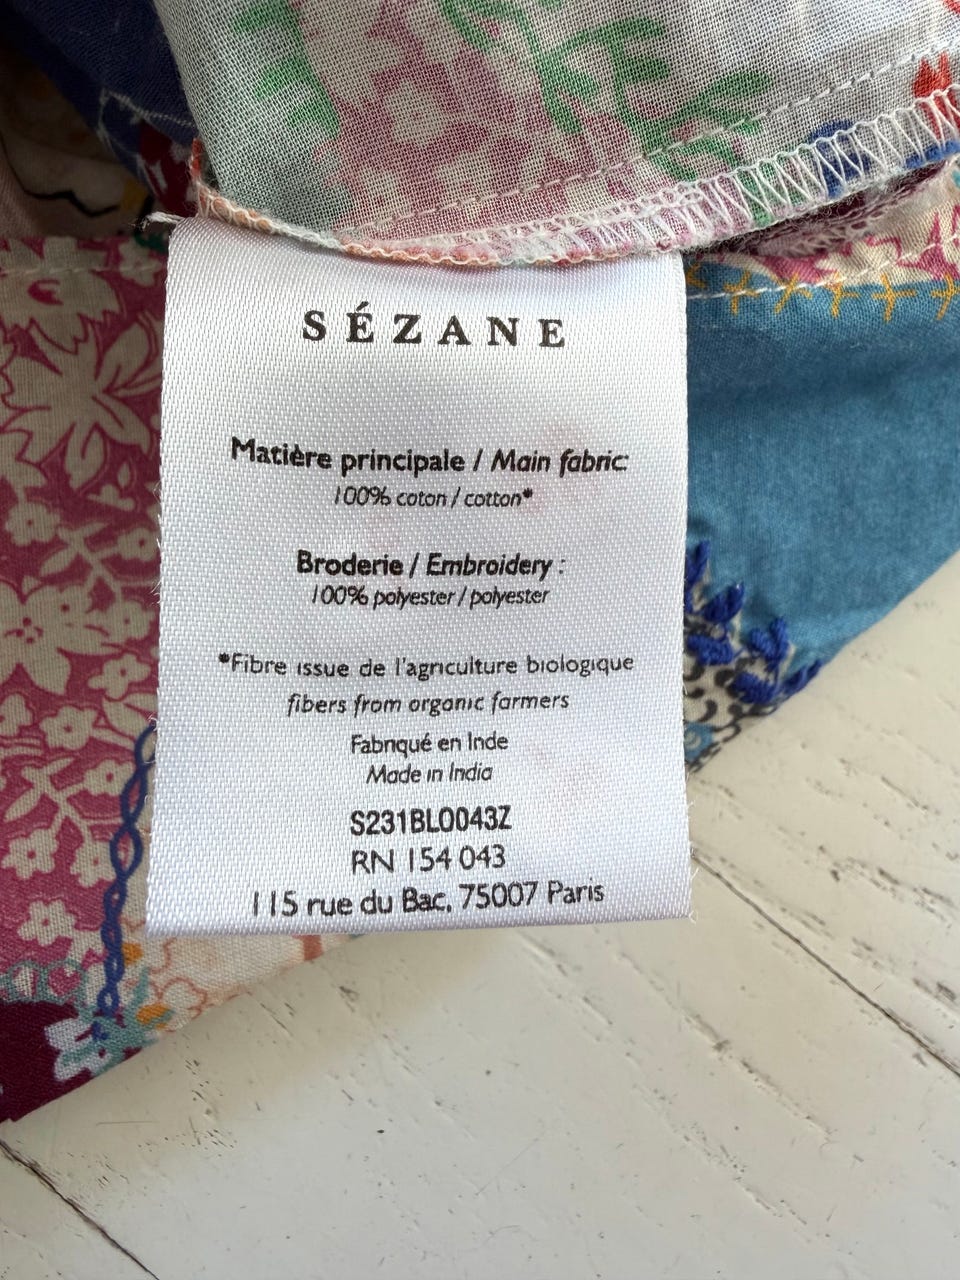 SÉZANE
Matière principale / Main fabric:
100% coton / cotton*
Broderie / Embroidery :
100% polyester / polyester
*Fibre issue de l'agriculture biologique
fibers from organic farmers
Fabriqué en Inde
Made in India
S231BLO043Z
RN 154 043
115 rue du Bac, 75007 Paris